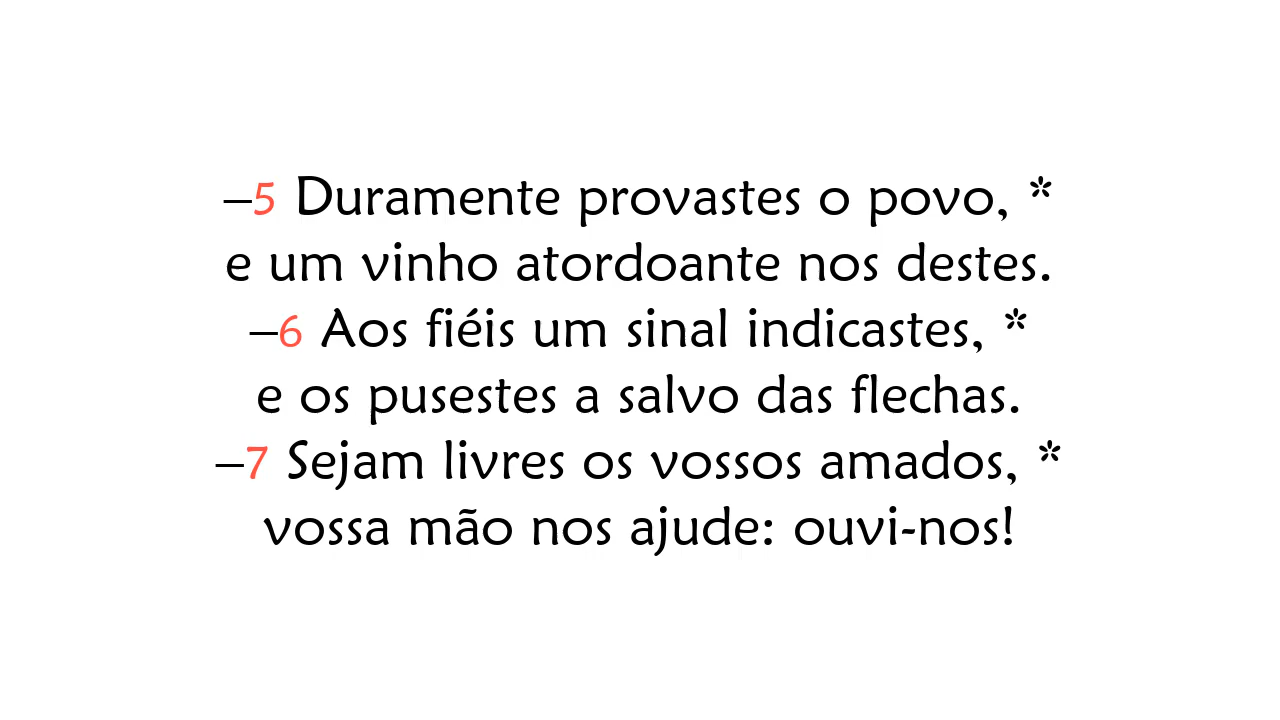 –5 Duramente provastes o povo, *
e um vinho atordoante nos destes.
–6 Aos fiéis um sinal indicastes, *
e os pusestes a salvo das flechas.
–7 Sejam livres os vossos amados, *
vossa mão nos ajude: ouvi-nos!